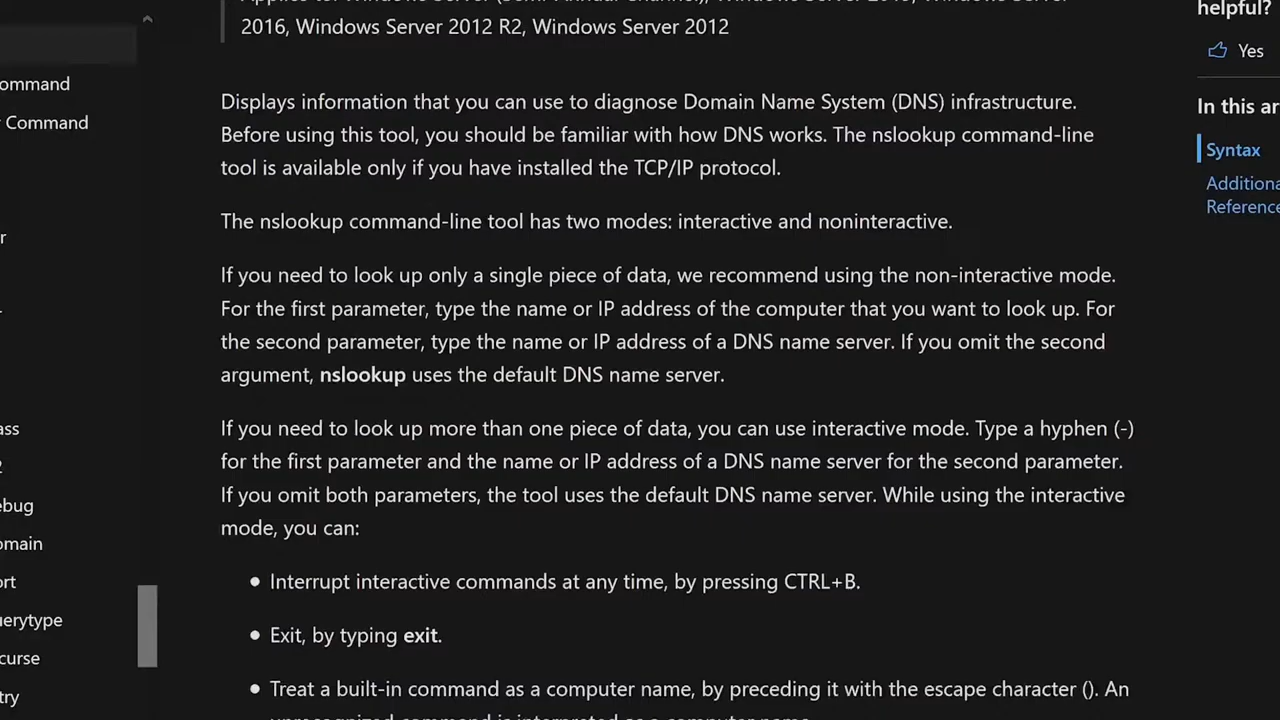 2016, Windows Server 2012 R2, Windows Server 2012
Displays information that you can use to diagnose Domain Name System (DNS) infrastructure.
Before using this tool, you should be familiar with how DNS works. The nslookup command-line
tool is available only if you have installed the TCP/IP protocol.
The nslookup command-line tool has two modes: interactive and noninteractive.
If you need to look up only a single piece of data, we recommend using the non-interactive mode.
For the first parameter, type the name or IP address of the computer that you want to look up. For
the second parameter, type the name or IP address of a DNS name server. If you omit the second
argument, nslookup uses the default DNS name server.
If you need to look up more than one piece of data, you can use interactive mode. Type a hyphen (-)
for the first parameter and the name or IP address of a DNS name server for the second parameter.
If you omit both parameters, the tool uses the default DNS name server. While using the interactive
mode, you can:
• Interrupt interactive commands at any time, by pressing CTRL+B.
• Exit, by typing exit.
• Treat a built-in command as a computer name, by preceding it with the escape character (). An
ommand
Command
r
ass
2
ebug
omain
ort
uerytype
curse
try
helpful?
Yes
In this ar
Syntax
Additiona
Reference